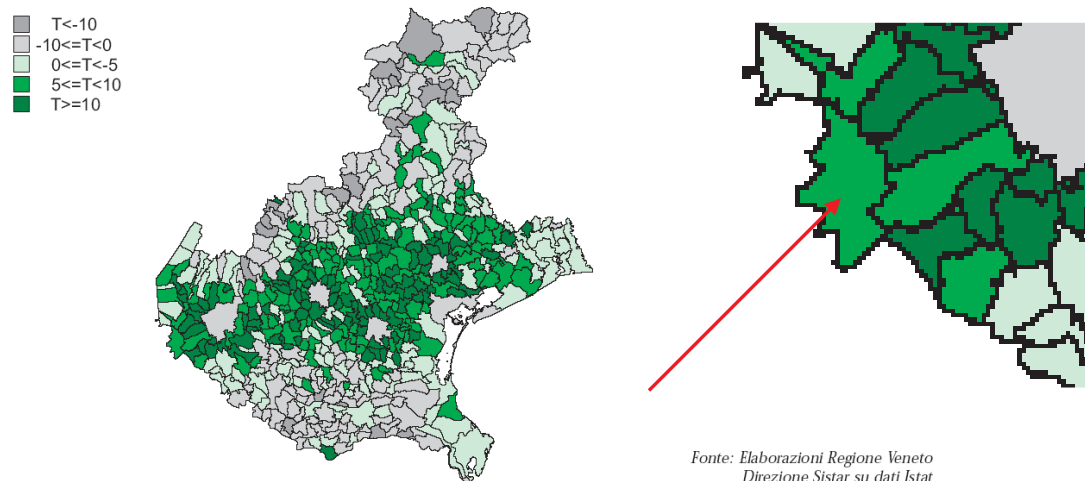 T<-10
-10<=T<0
0<=T<-5
5<=T<10
T>=10
Fonte: Elaborazioni Regione Veneto
Direzione Sistar su dati Istat